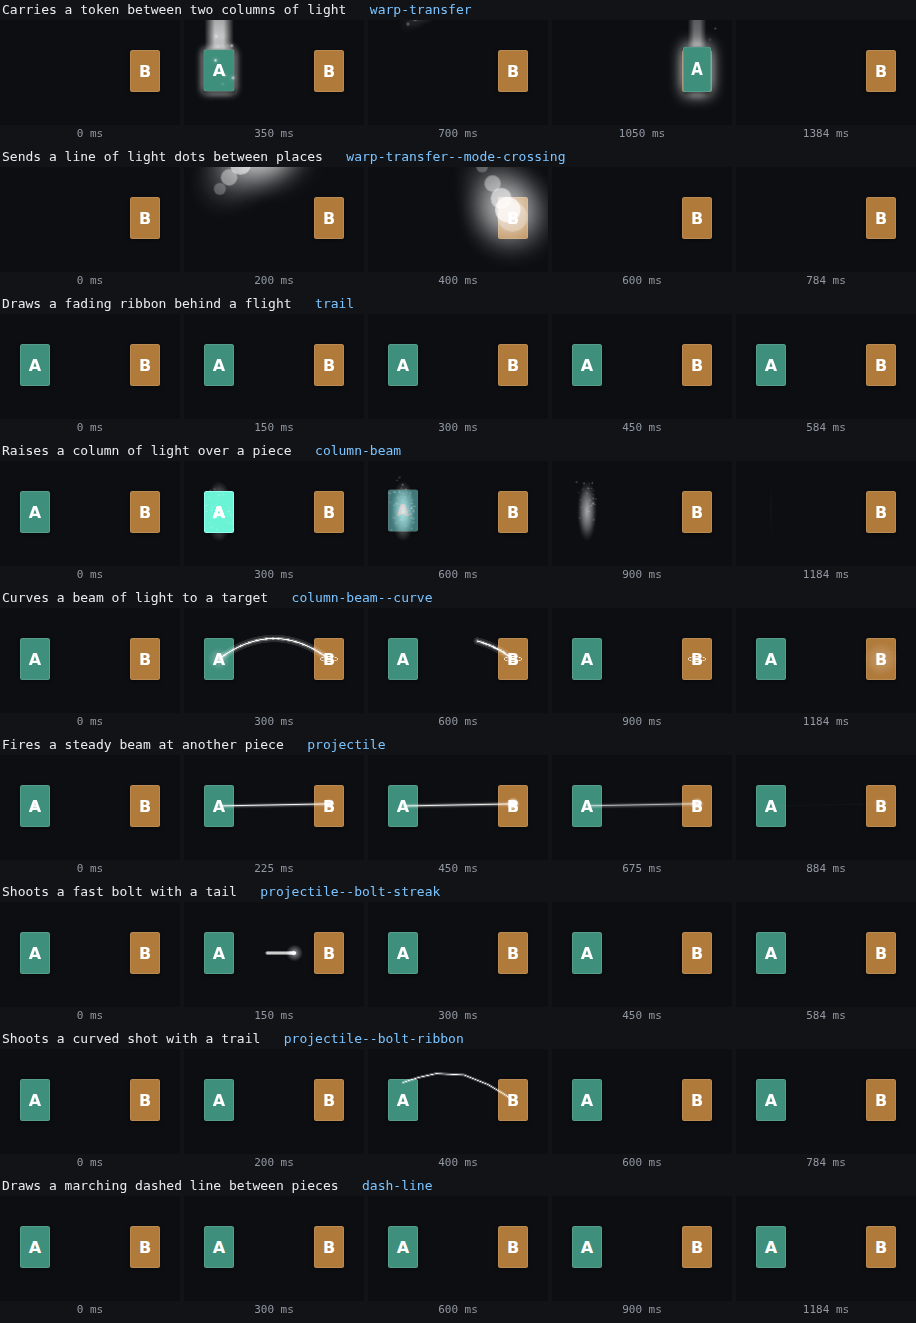 Carries a token between two columns of light warp-transfer
B A B B A B
0 ms 350 ms 700 ms 1050 ms 1384 ms
Sends a line of light dots between places warp-transfer--mode-crossing
B B B B B
0 ms 200 ms 400 ms 600 ms 784 ms
Draws a fading ribbon behind a flight trail
A B A B A B A B A B
0 ms 150 ms 300 ms 450 ms 584 ms
Raises a column of light over a piece column-beam
A B A B A B B B
0 ms 300 ms 600 ms 900 ms 1184 ms
Curves a beam of light to a target column-beam--curve
A B A B A B A B A B
0 ms 300 ms 600 ms 900 ms 1184 ms
Fires a steady beam at another piece projectile
A B A B A B A B A B
0 ms 225 ms 450 ms 675 ms 884 ms
Shoots a fast bolt with a tail projectile--bolt-streak
A B A B A B A B A B
0 ms 150 ms 300 ms 450 ms 584 ms
Shoots a curved shot with a trail projectile--bolt-ribbon
A B A B A B A B A B
0 ms 200 ms 400 ms 600 ms 784 ms
Draws a marching dashed line between pieces dash-line
A B A B A B A B A B
0 ms 300 ms 600 ms 900 ms 1184 ms